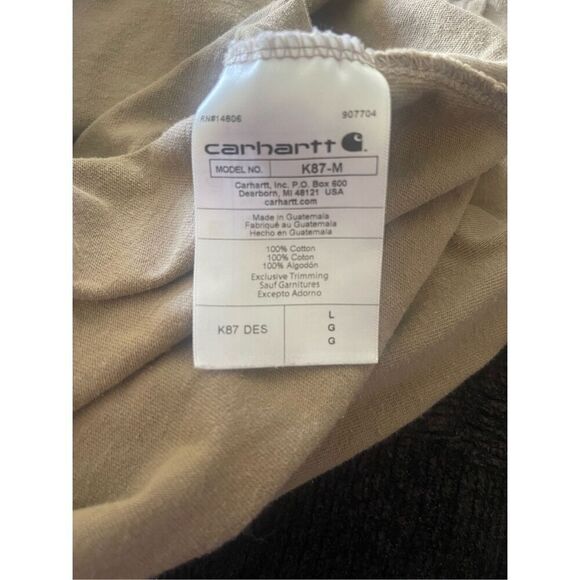 RN#14806 907704
carhartt
MODEL NO. K87-M
Carhartt, Inc. P.O. Box 600
Dearborn, MI 48121 USA
carhartt.com
Made in Guatemala
Fabriqué au Guatemala
Hecho en Guatemala
100% Cotton
100% Coton
100% Algodón
Exclusive Trimming
Sauf Garnitures
Excepto Adorno
K87 DES L
G
G